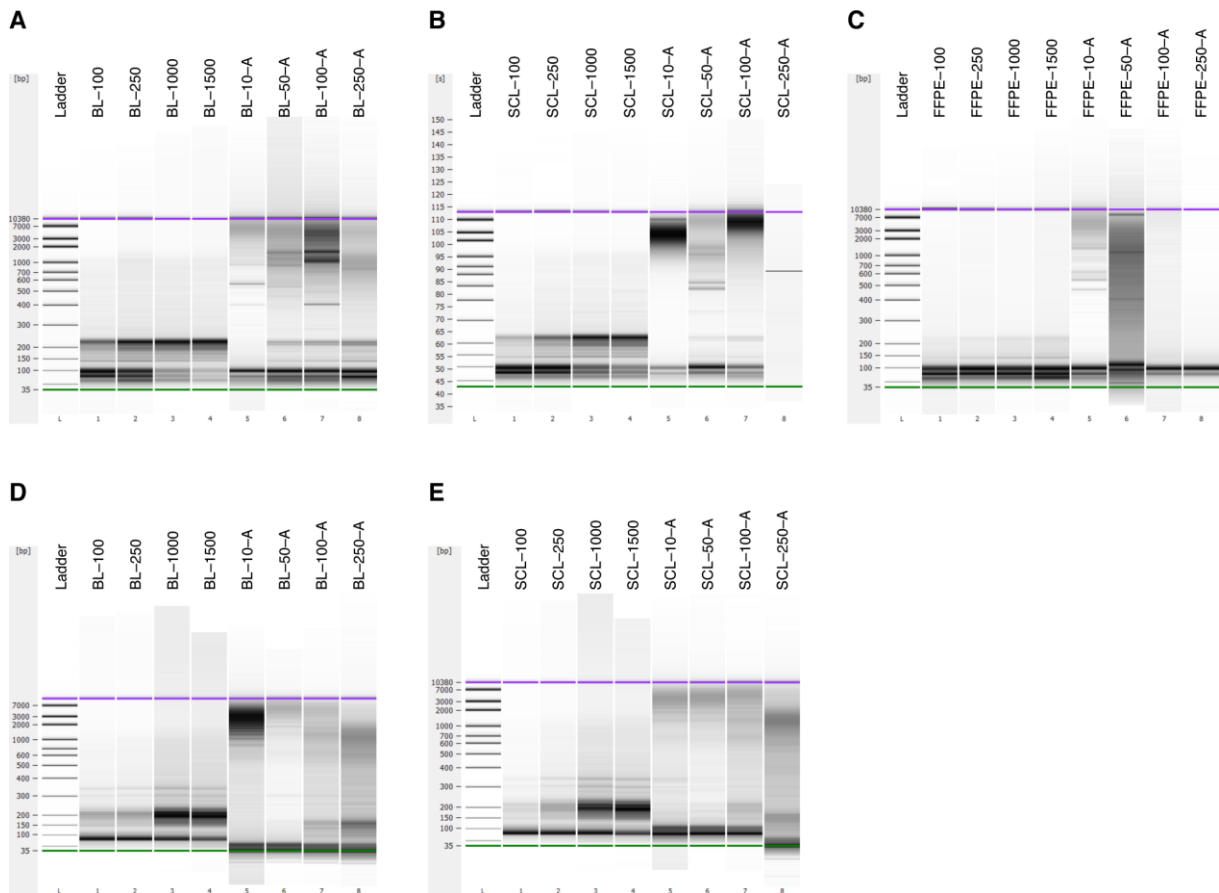 A
[bp]
Ladder
BL–100
BL–250
BL–1000
BL–1500
BL–10–A
BL–50–A
BL–100–A
BL–250–A
10380
7000
3000
2000
1000
700
600
500
400
300
200
150
100
35
L 1 2 3 4 5 6 7 8
B
[s]
Ladder
SCL–100
SCL–250
SCL–1000
SCL–1500
SCL–10–A
SCL–50–A
SCL–100–A
SCL–250–A
150
145
140
135
130
125
120
115
110
105
100
95
90
85
80
75
70
65
60
55
50
45
40
35
L 1 2 3 4 5 6 7 8
C
[bp]
Ladder
FFPE–100
FFPE–250
FFPE–1000
FFPE–1500
FFPE–10–A
FFPE–50–A
FFPE–100–A
FFPE–250–A
10380
7000
3000
2000
1000
700
600
500
400
300
200
150
100
35
L 1 2 3 4 5 6 7 8
D
[bp]
Ladder
BL–100
BL–250
BL–1000
BL–1500
BL–10–A
BL–50–A
BL–100–A
BL–250–A
7000
3000
2000
1000
600
500
400
300
200
150
100
35
L 1 2 3 4 5 6 7 8
E
[bp]
Ladder
SCL–100
SCL–250
SCL–1000
SCL–1500
SCL–10–A
SCL–50–A
SCL–100–A
SCL–250–A
10380
7000
3000
2000
1000
700
600
500
400
300
200
150
100
35
L 1 2 3 4 5 6 7 8